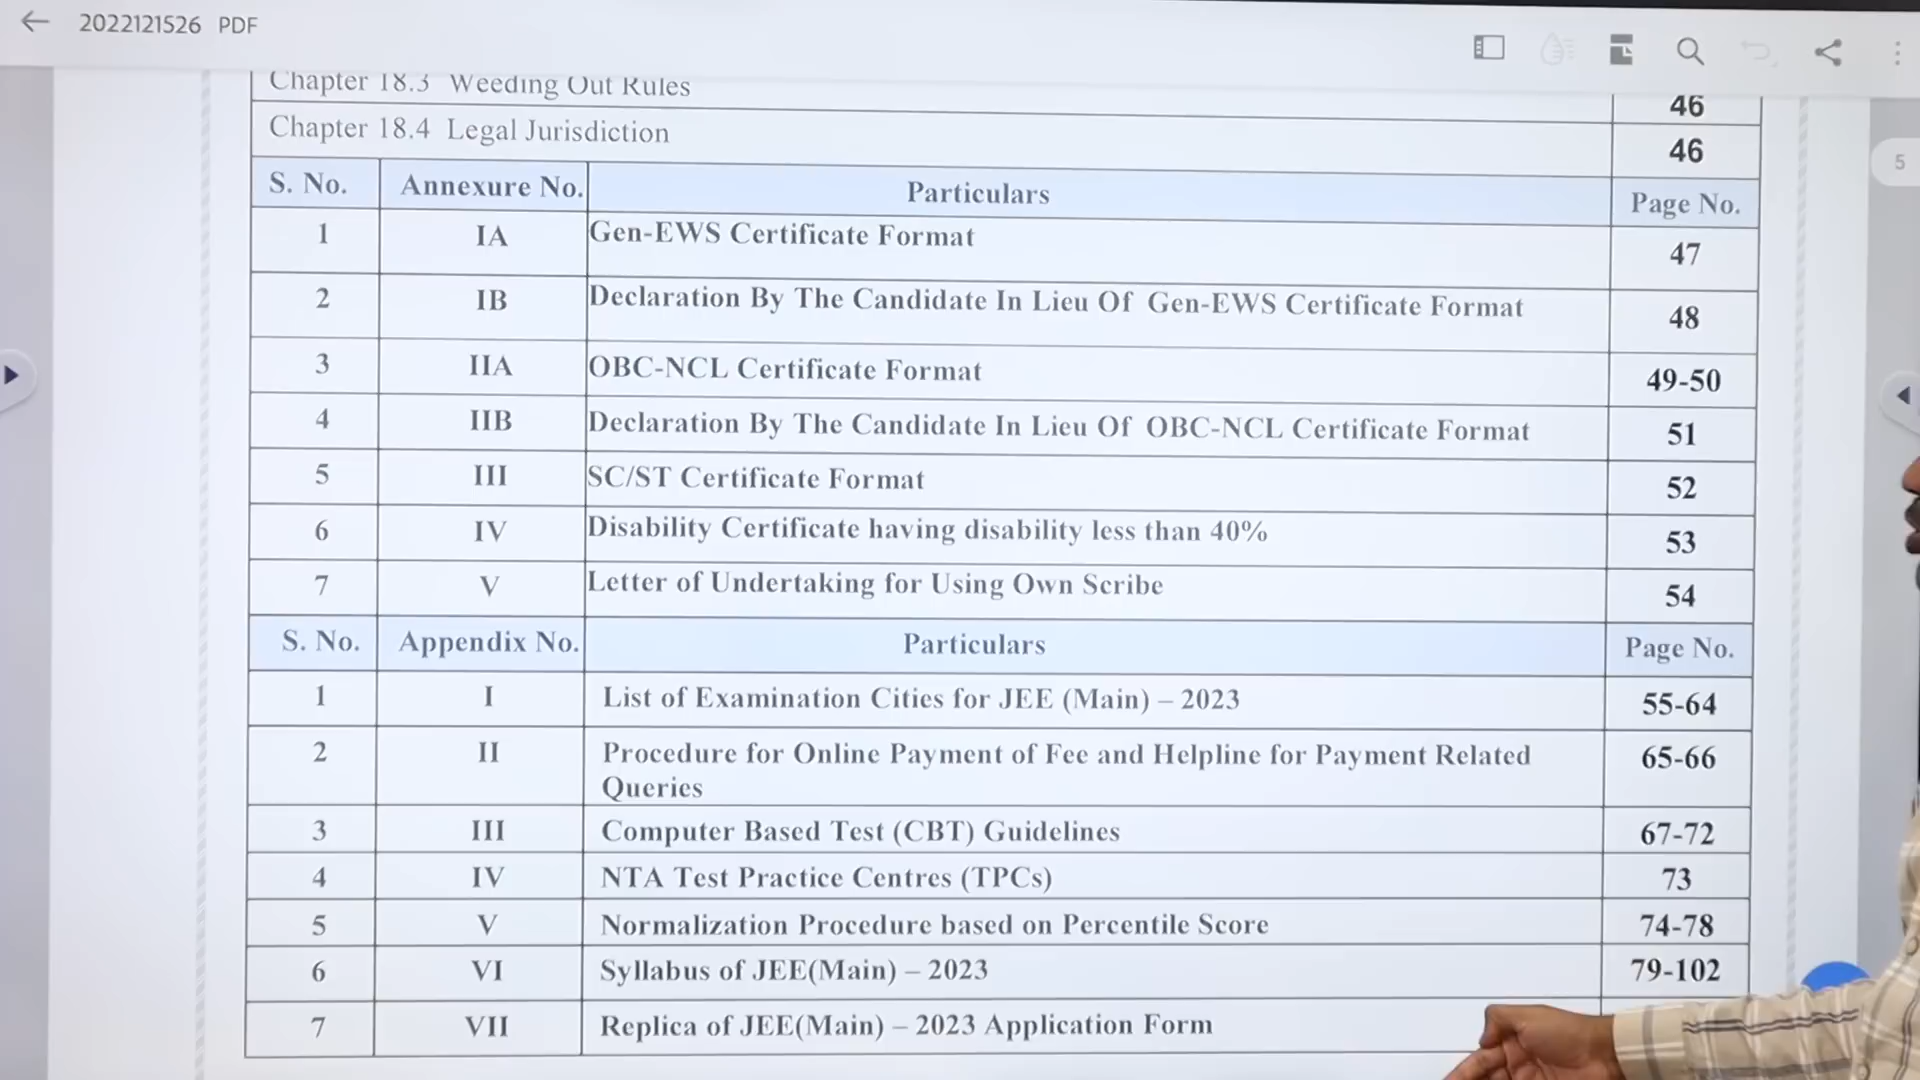 2022121526 PDF
Chapter 18.3 Weeding Out Rules 46
Chapter 18.4 Legal Jurisdiction 46
S. No. Annexure No. Particulars Page No.
1 IA Gen-EWS Certificate Format 47
2 IB Declaration By The Candidate In Lieu Of Gen-EWS Certificate Format 48
3 IIA OBC-NCL Certificate Format 49-50
4 IIB Declaration By The Candidate In Lieu Of OBC-NCL Certificate Format 51
5 III SC/ST Certificate Format 52
6 IV Disability Certificate having disability less than 40% 53
7 V Letter of Undertaking for Using Own Scribe 54
S. No. Appendix No. Particulars Page No.
1 I List of Examination Cities for JEE (Main) – 2023 55-64
2 II Procedure for Online Payment of Fee and Helpline for Payment Related 65-66
Queries
3 III Computer Based Test (CBT) Guidelines 67-72
4 IV NTA Test Practice Centres (TPCs) 73
5 V Normalization Procedure based on Percentile Score 74-78
6 VI Syllabus of JEE(Main) – 2023 79-102
7 VII Replica of JEE(Main) – 2023 Application Form
5